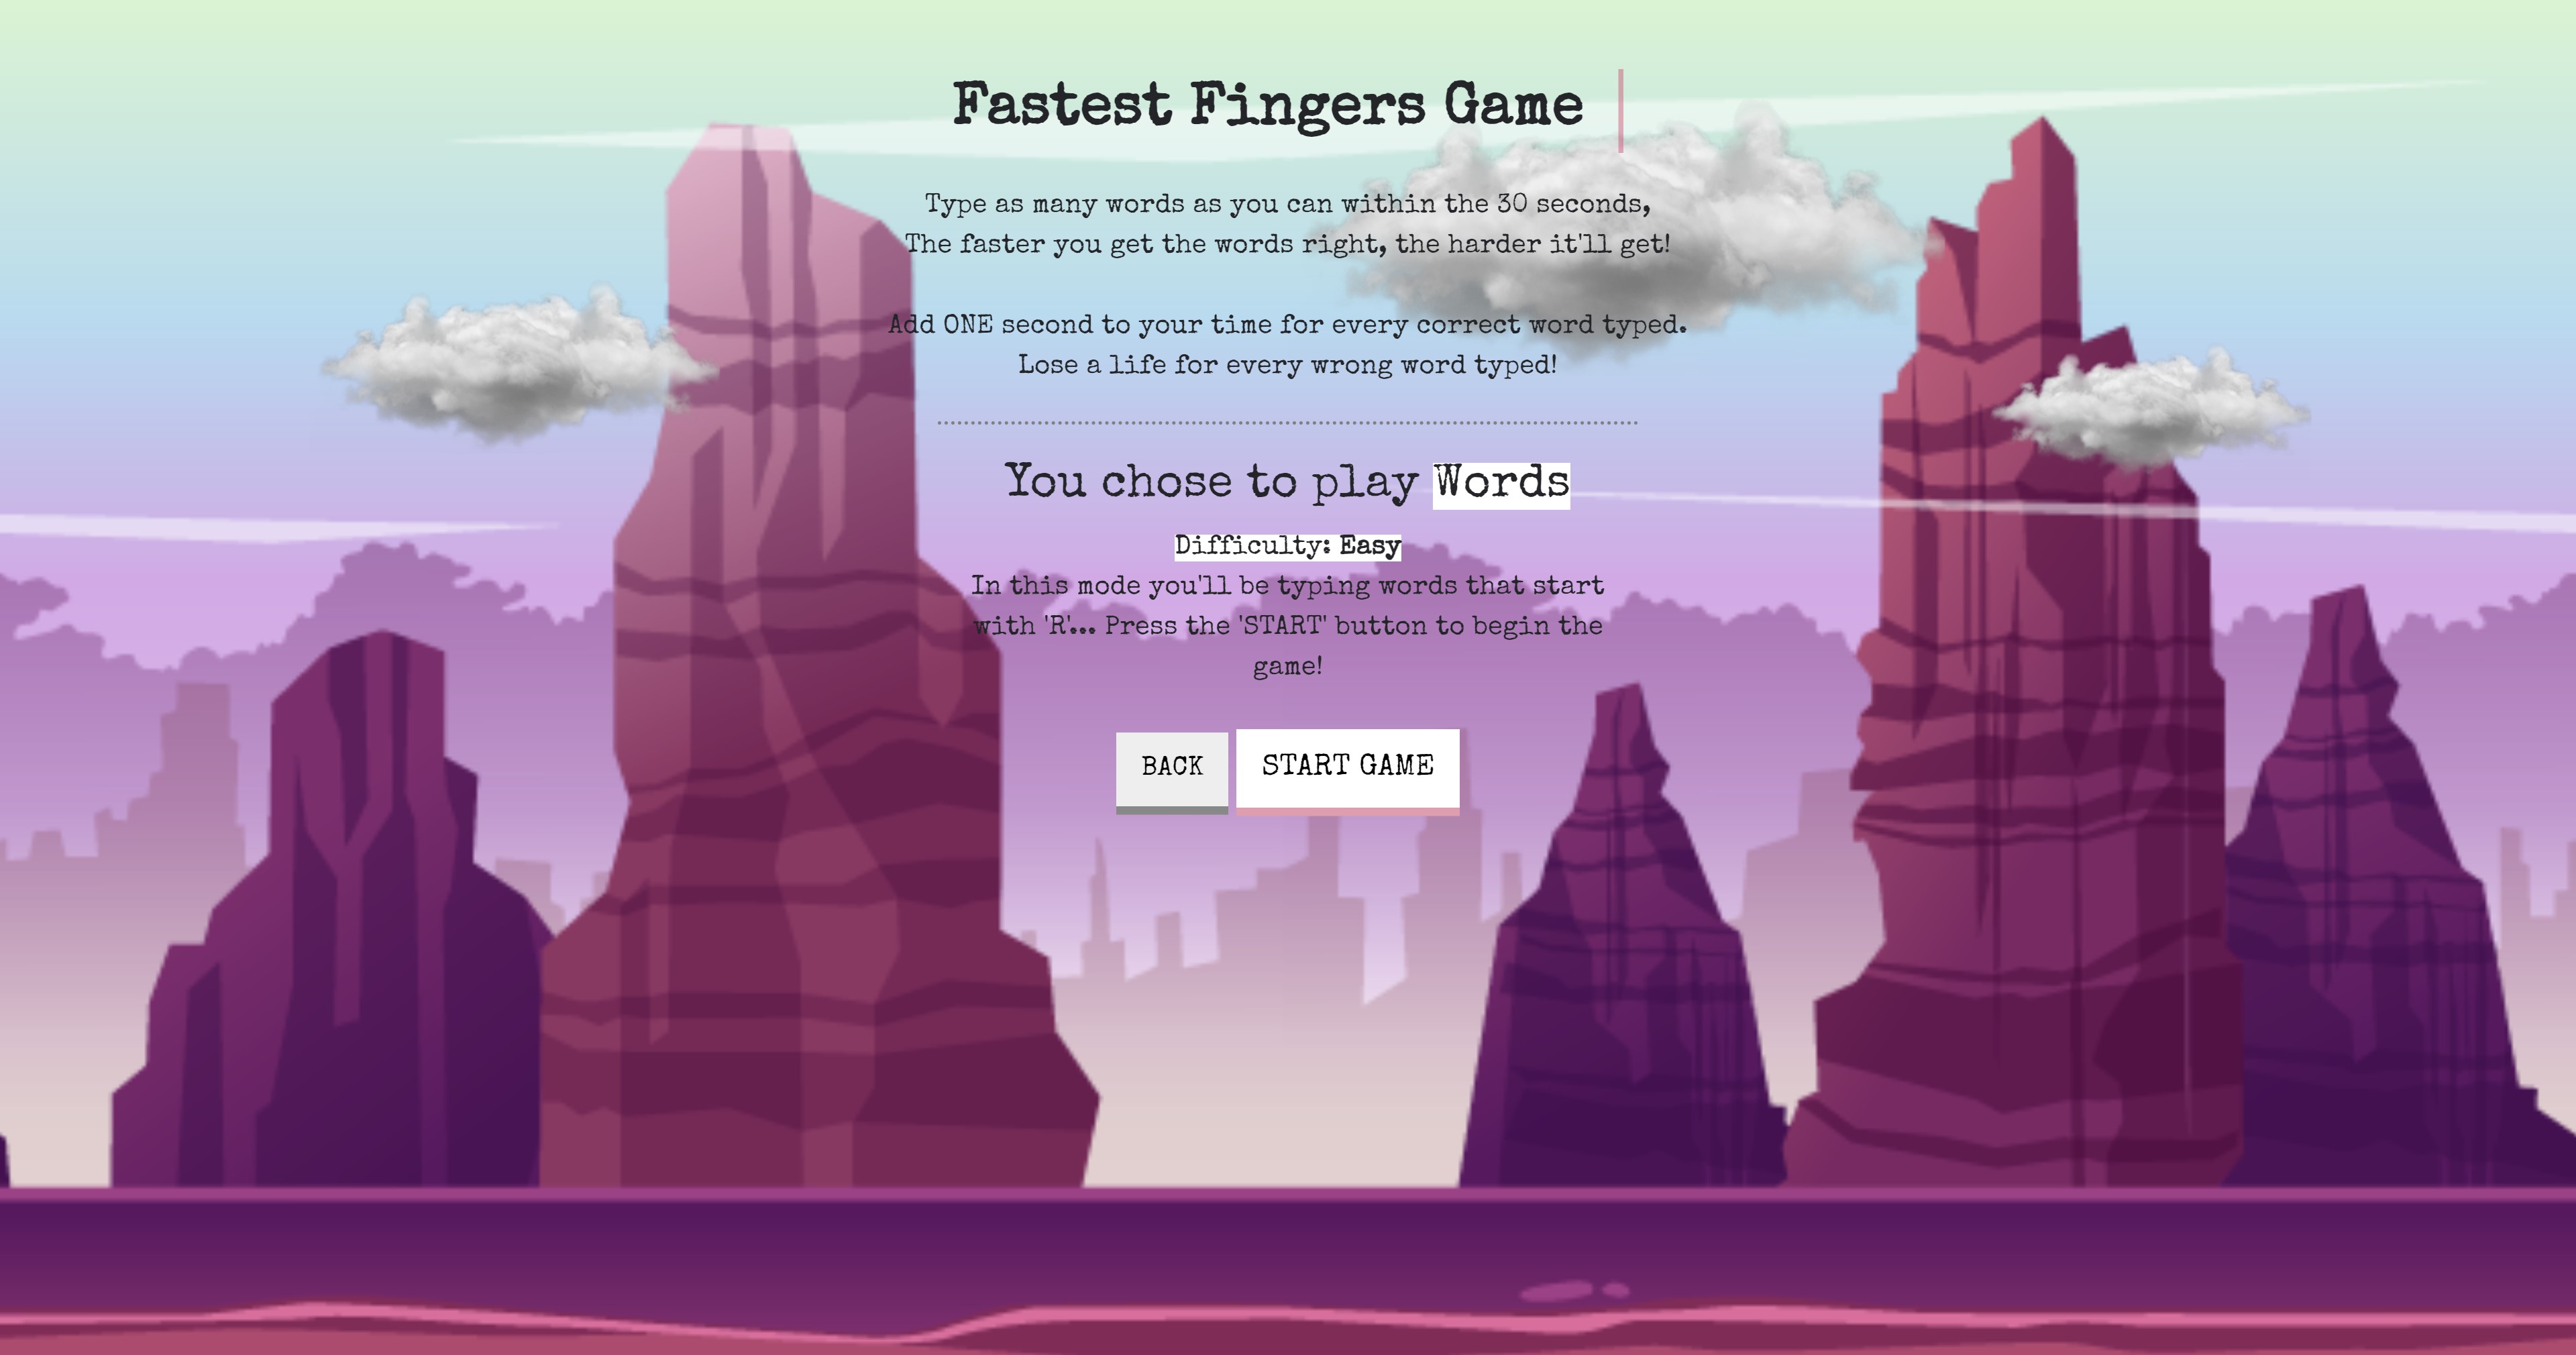 Fastest Fingers Game
Type as many words as you can within the 30 seconds,
The faster you get the words right, the harder it'll get!
Add ONE second to your time for every correct word typed.
Lose a life for every wrong word typed!
You chose to play Words
Difficulty: Easy
In this mode you'll be typing words that start
with 'R'... Press the 'START' button to begin the
game!
BACK START GAME